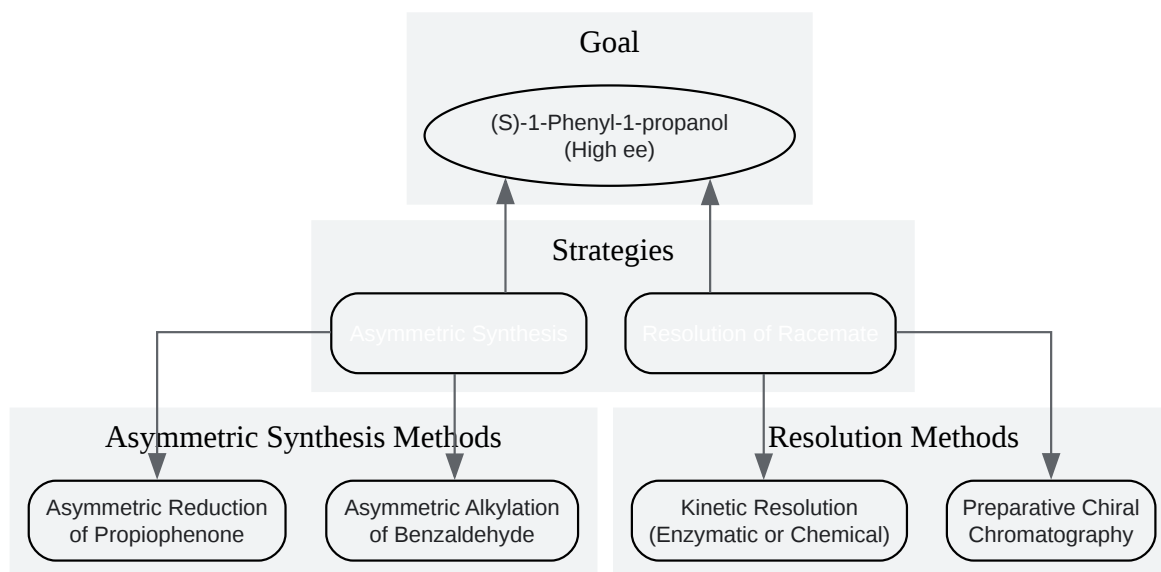 Goal
(S)-1-Phenyl-1-propanol
(High ee)
Strategies
Asymmetric Synthesis
Resolution of Racemate
Asymmetric Synthesis Methods
Asymmetric Reduction
of Propiophenone
Asymmetric Alkylation
of Benzaldehyde
Resolution Methods
Kinetic Resolution
(Enzymatic or Chemical)
Preparative Chiral
Chromatography